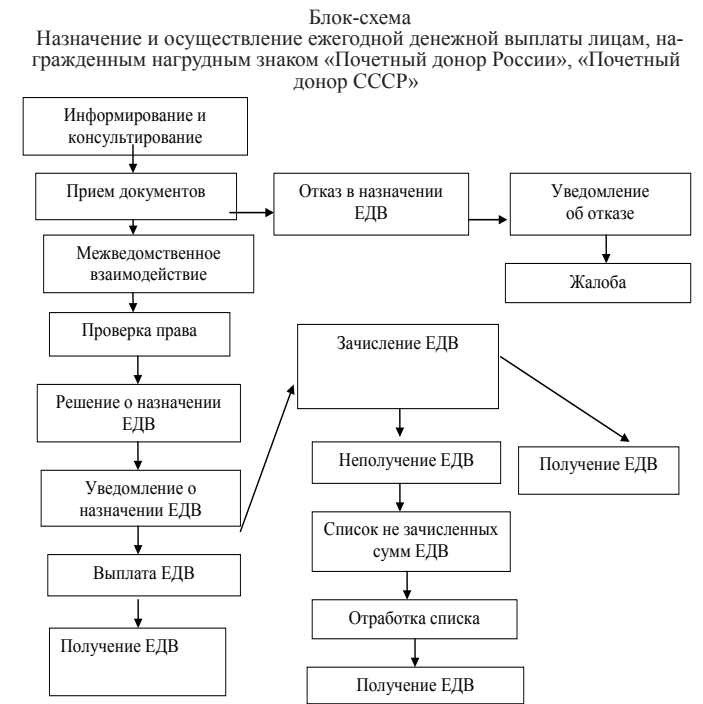 Блок-схема
Назначение и осуществление ежегодной денежной выплаты лицам, на-
гражденным нагрудным знаком «Почетный донор России», «Почетный
донор СССР»
Информирование и
консультирование
Прием документов
Отказ в назначении
ЕДВ
Уведомление
об отказе
Межведомственное
взаимодействие
Жалоба
Проверка права
Зачисление ЕДВ
Решение о назначении
ЕДВ
Неполучение ЕДВ
Получение ЕДВ
Уведомление о
назначении ЕДВ
Список не зачисленных
сумм ЕДВ
Выплата ЕДВ
Отработка списка
Получение ЕДВ
Получение ЕДВ